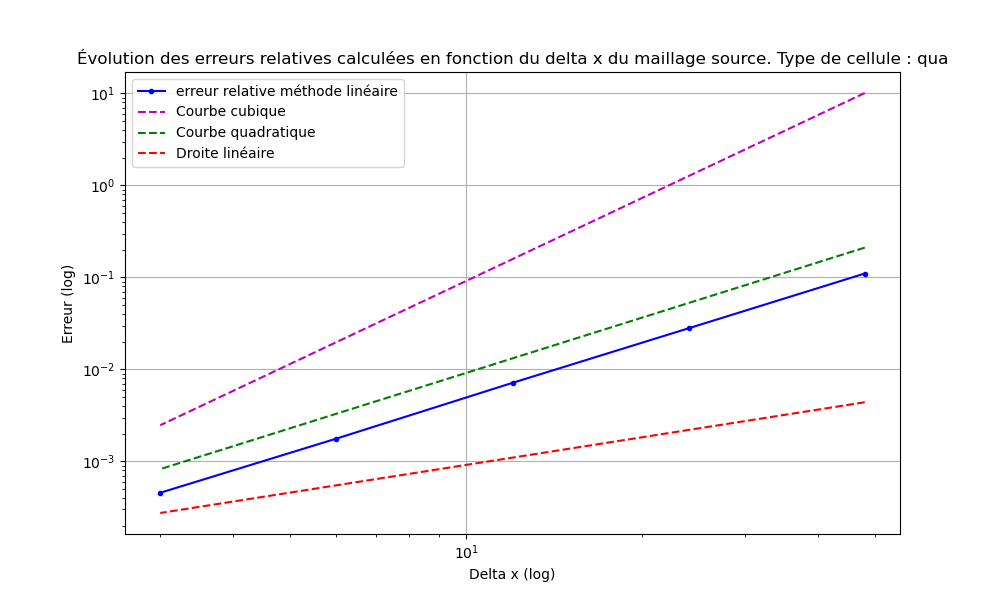 Évolution des erreurs relatives calculées en fonction du delta x du maillage source. Type de cellule : qua
erreur relative méthode linéaire
Courbe cubique
Courbe quadratique
Droite linéaire
10¹
10⁰
10⁻¹
10⁻²
10⁻³
Erreur (log)
10¹
Delta x (log)